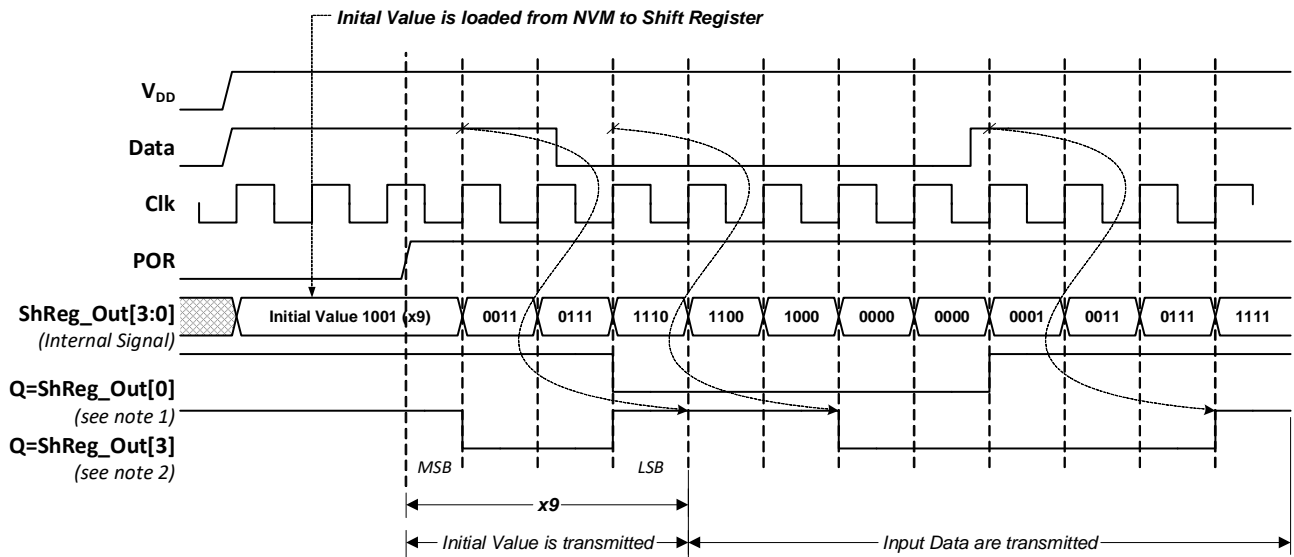 Inital Value is loaded from NVM to Shift Register
VDD
Data
Clk
POR
ShReg_Out[3:0]
(Internal Signal)
Initial Value 1001 (x9) 0011 0111 1110 1100 1000 0000 0000 0001 0011 0111 1111
Q=ShReg_Out[0]
(see note 1)
Q=ShReg_Out[3]
(see note 2)
MSB LSB
x9
Initial Value is transmitted Input Data are transmitted